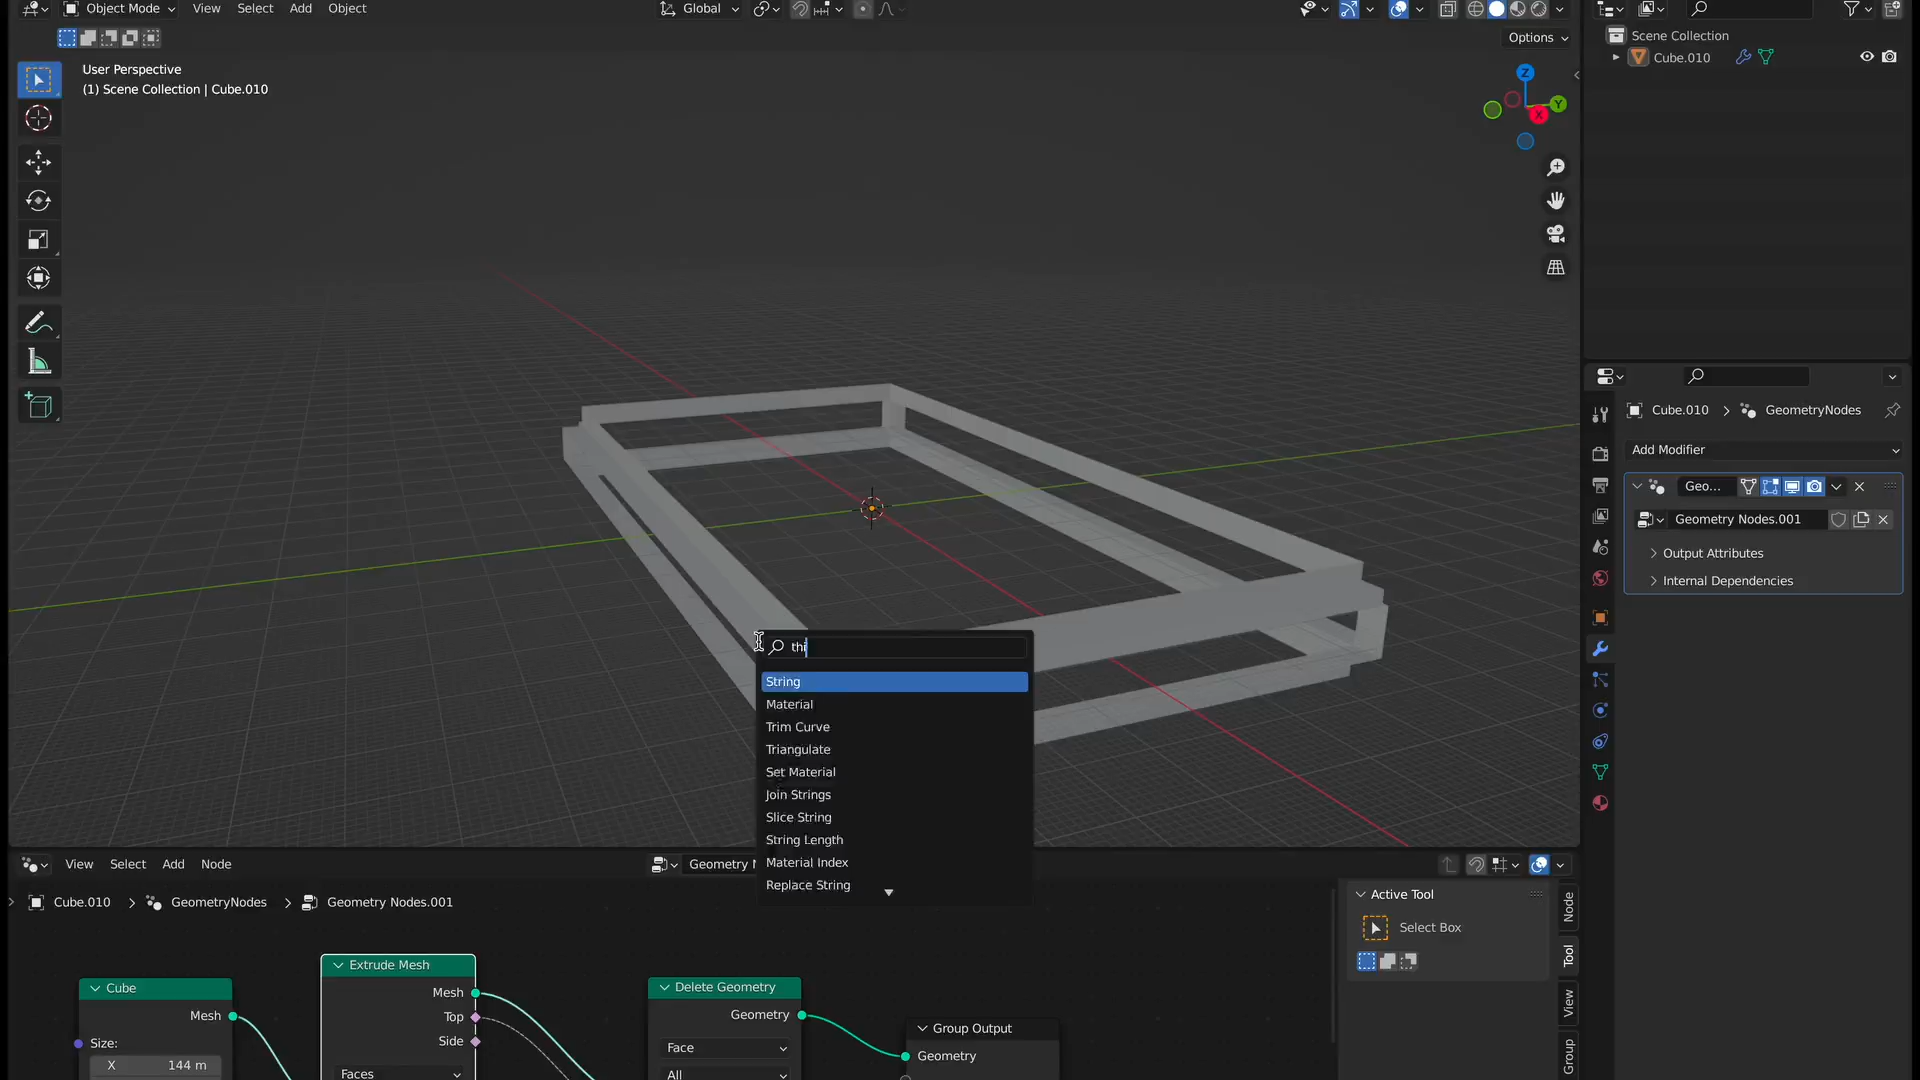 Object Mode View Select Add Object Global
Options
User Perspective
(1) Scene Collection | Cube.010
Z
Y
X
Scene Collection
Cube.010
Cube.010 > GeometryNodes
Add Modifier
Geo...
Geometry Nodes.001
Output Attributes
Internal Dependencies
thi
String
Material
Trim Curve
Triangulate
Set Material
Join Strings
Slice String
String Length
Material Index
Replace String
View Select Add Node Geometry N
Cube.010 > GeometryNodes > Geometry Nodes.001
Active Tool
Select Box
Node
Tool
View
Group
Cube
Mesh
Size:
X 144 m
Extrude Mesh
Mesh
Top
Side
Faces
Delete Geometry
Geometry
Face
All
Group Output
Geometry